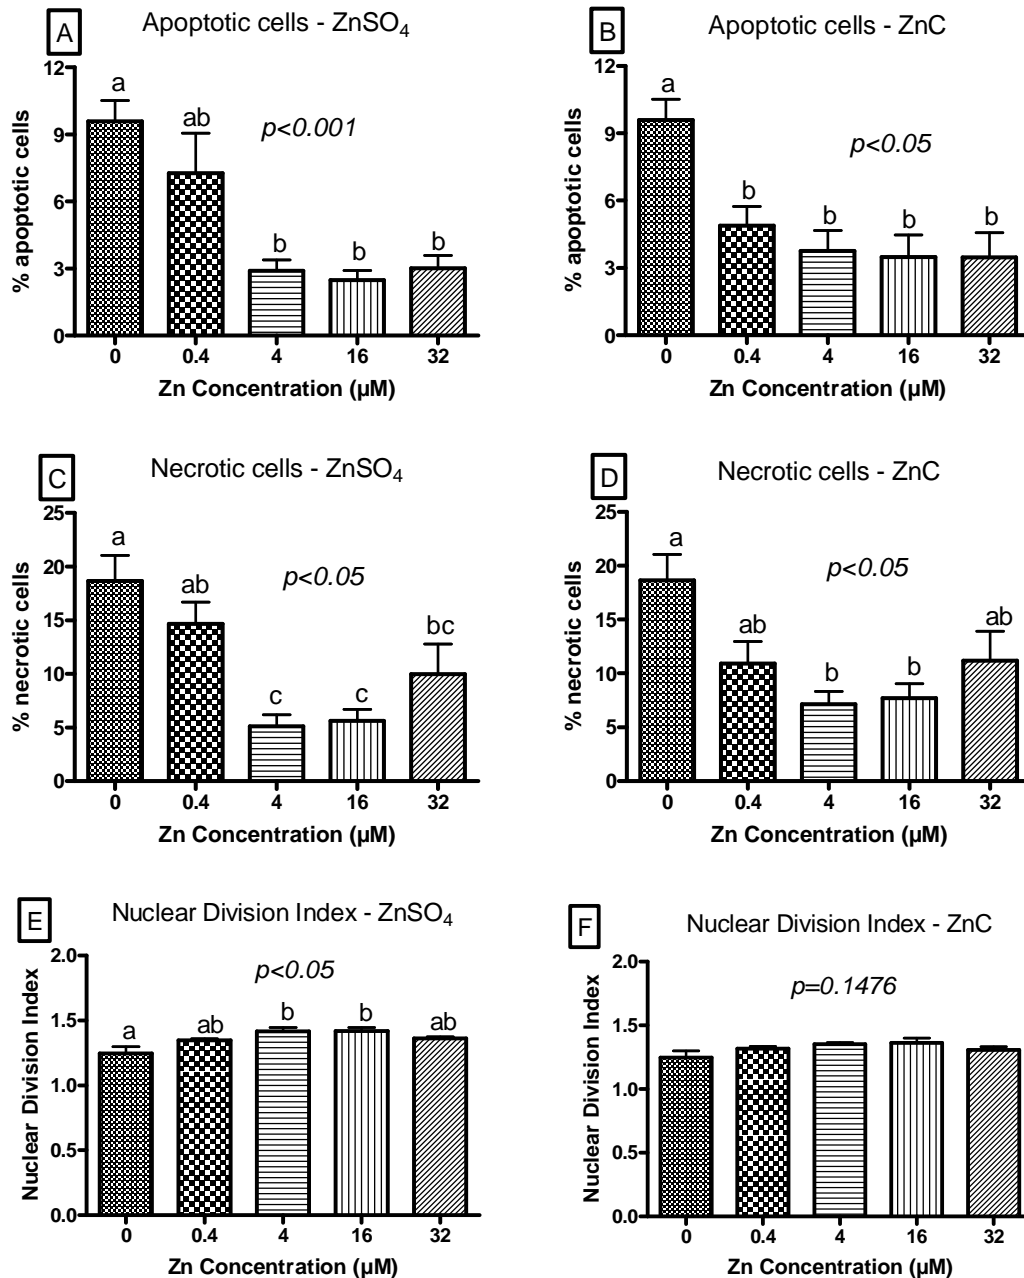 A
Apoptotic cells - ZnSO4
% apoptotic cells
12
9
6
3
0
a
ab
b
b
b
p<0.001
0
0.4
4
16
32
Zn Concentration (µM)
B
Apoptotic cells - ZnC
% apoptotic cells
12
9
6
3
0
a
b
b
b
b
p<0.05
0
0.4
4
16
32
Zn Concentration (µM)
C
Necrotic cells - ZnSO4
% necrotic cells
25
20
15
10
5
0
a
ab
c
c
bc
p<0.05
0
0.4
4
16
32
Zn Concentration (µM)
D
Necrotic cells - ZnC
% necrotic cells
25
20
15
10
5
0
a
ab
b
b
ab
p<0.05
0
0.4
4
16
32
Zn Concentration (µM)
E
Nuclear Division Index - ZnSO4
Nuclear Division Index
2.0
1.5
1.0
0.5
0.0
a
ab
b
b
ab
p<0.05
0
0.4
4
16
32
Zn Concentration (µM)
F
Nuclear Division Index - ZnC
Nuclear Division Index
2.0
1.5
1.0
0.5
0.0
p=0.1476
0
0.4
4
16
32
Zn Concentration (µM)